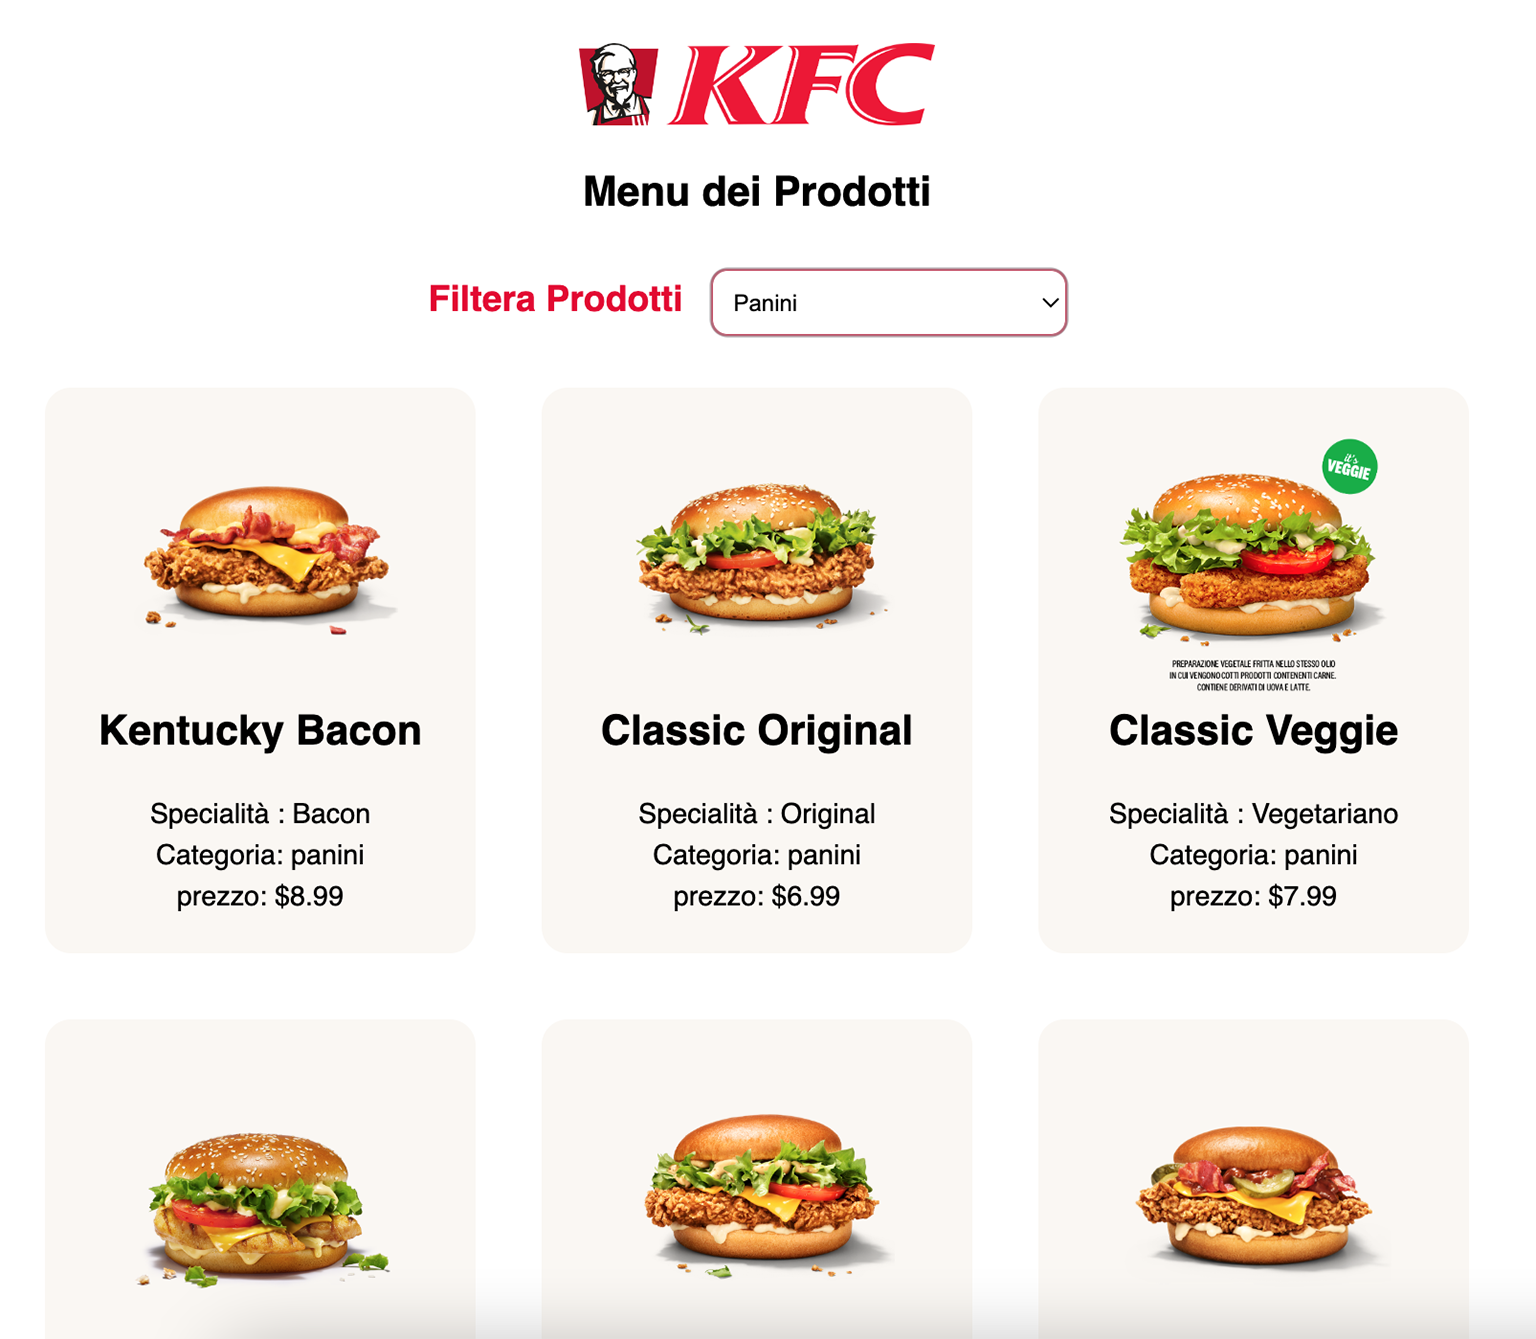 KFC
Menu dei Prodotti
Filtera Prodotti
Panini
it's
VEGGIE
PREPARAZIONE VEGETALE FRITTA NELLO STESSO OLIO
IN CUI VENGONO COTTI PRODOTTI CONTENENTI CARNE.
CONTIENE DERIVATI DI UOVA E LATTE.
Kentucky Bacon
Classic Original
Classic Veggie
Specialità : Bacon
Categoria: panini
prezzo: $8.99
Specialità : Original
Categoria: panini
prezzo: $6.99
Specialità : Vegetariano
Categoria: panini
prezzo: $7.99